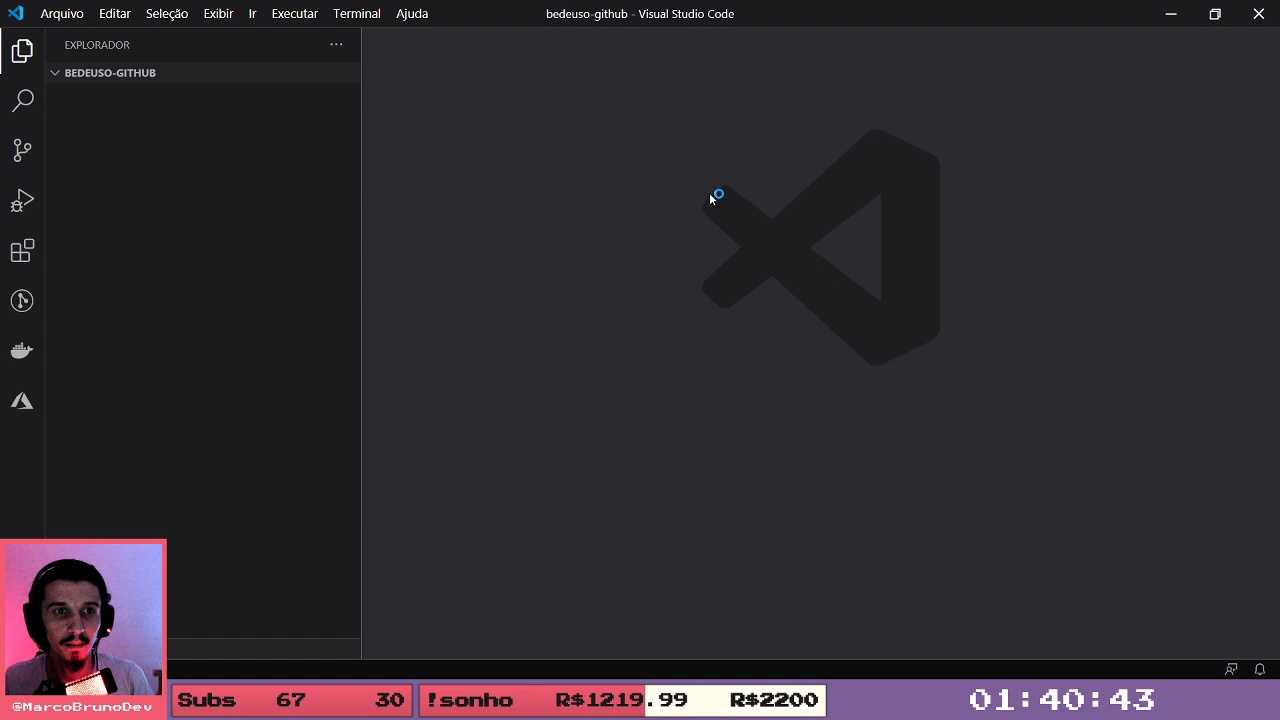 Arquivo Editar Seleção Exibir Ir Executar Terminal Ajuda bedeuso-github - Visual Studio Code
EXPLORADOR
BEDEUSO-GITHUB
@MarcoBrunoDev
Subs 67 30 !sonho R$1219.99 R$2200 01:40:43